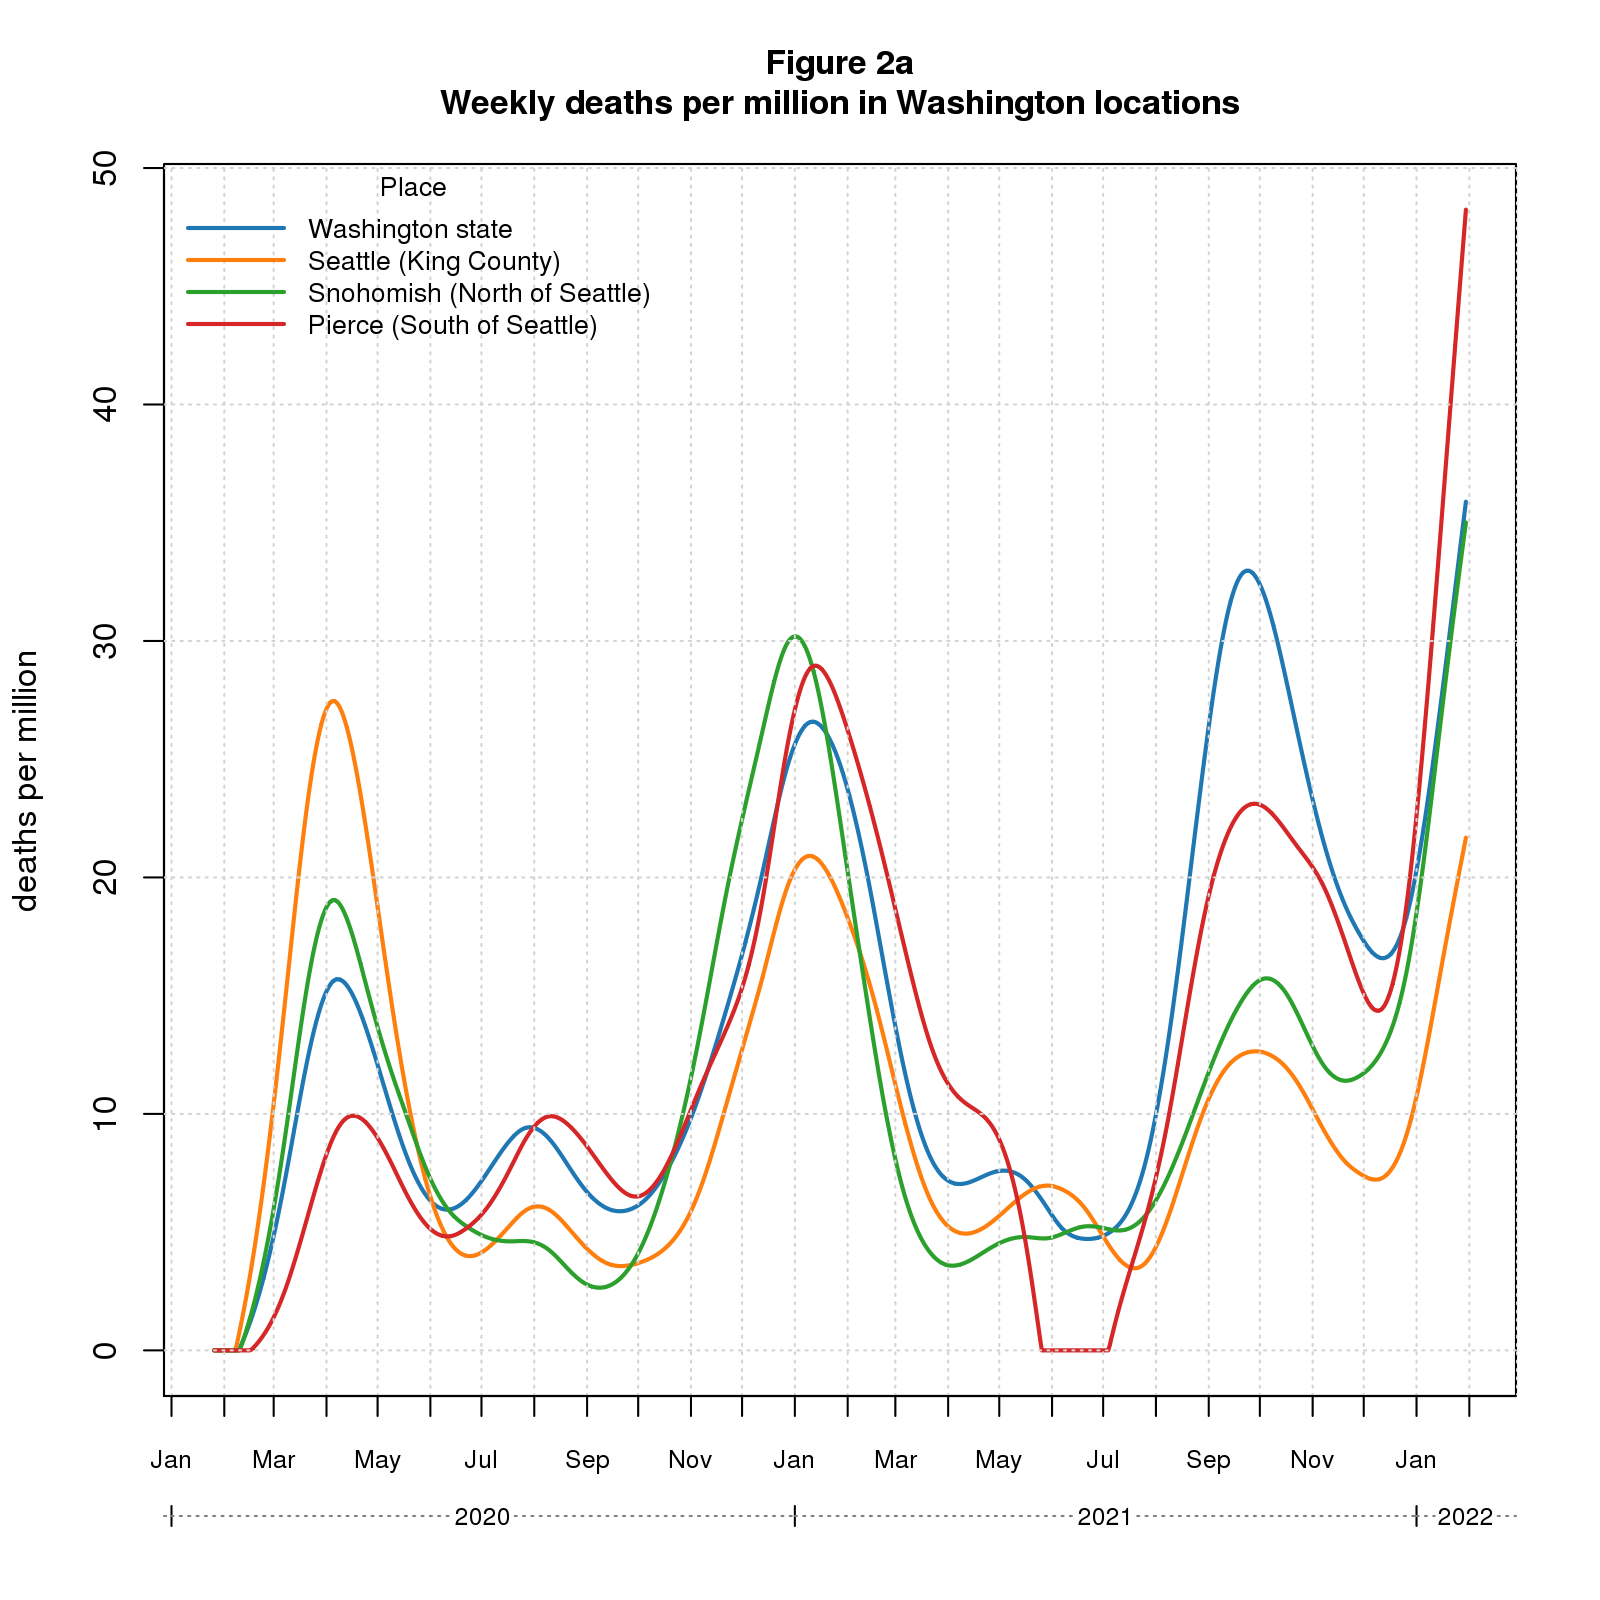 Figure 2a
Weekly deaths per million in Washington locations
Place
Washington state
Seattle (King County)
Snohomish (North of Seattle)
Pierce (South of Seattle)
deaths per million
50
40
30
20
10
0
Jan Mar May Jul Sep Nov Jan Mar May Jul Sep Nov Jan
2020 2021 2022